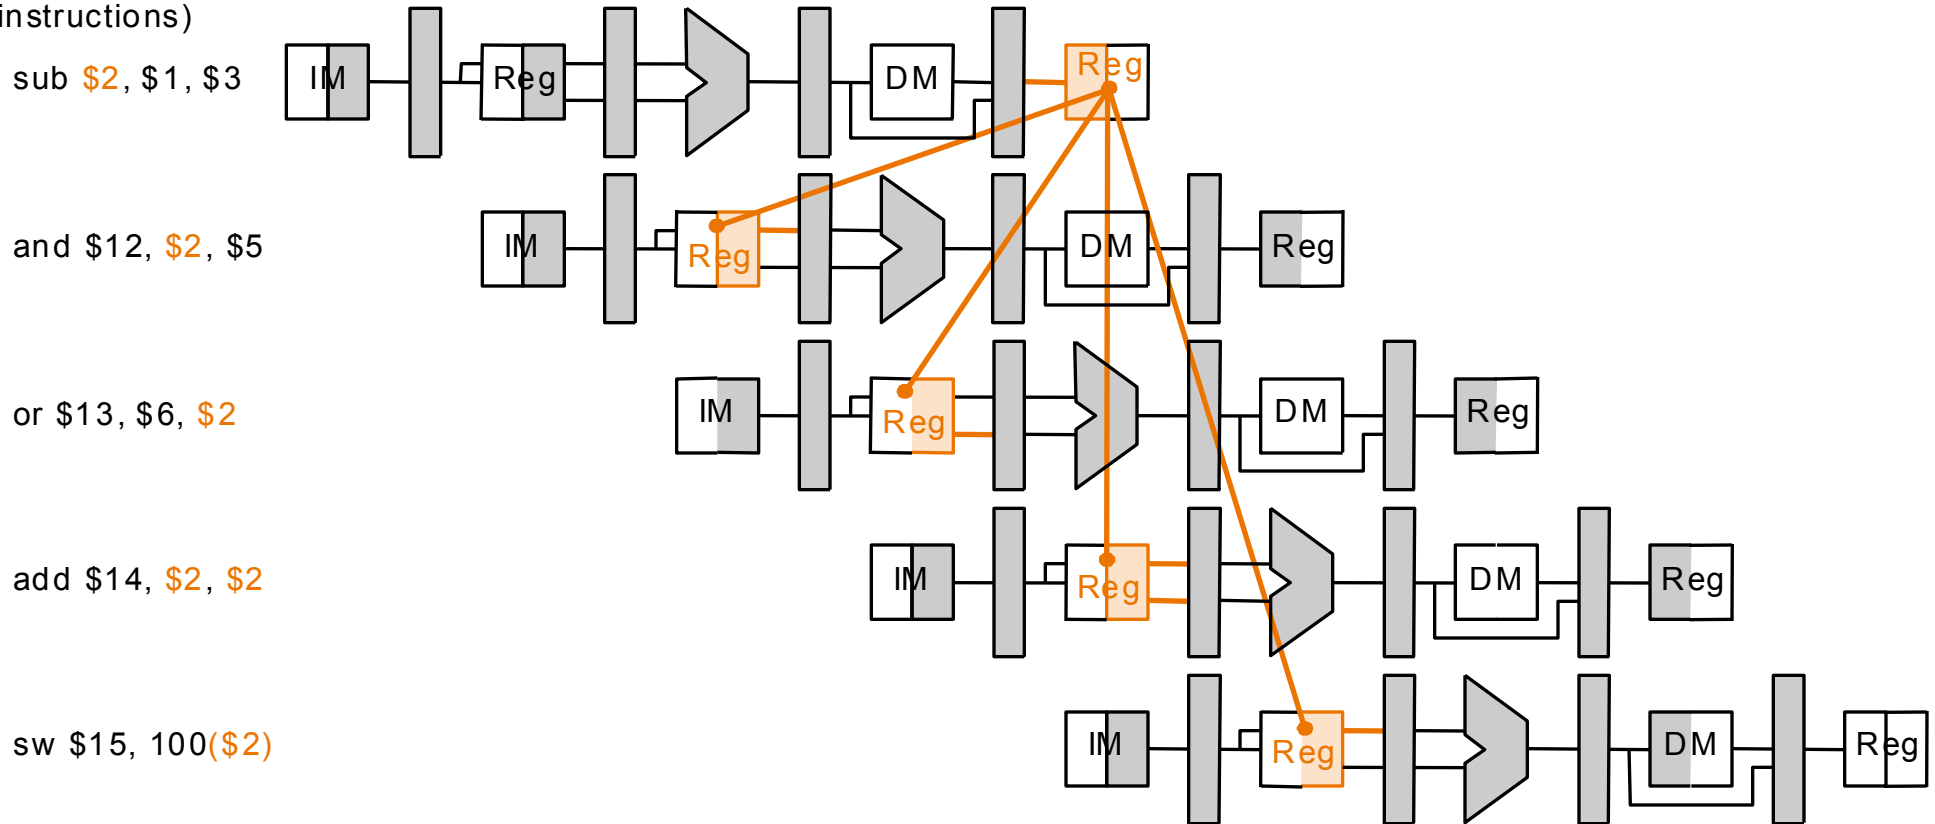 instructions)
sub $2, $1, $3
IM Reg DM Reg
and $12, $2, $5
IM Reg DM Reg
or $13, $6, $2
IM Reg DM Reg
add $14, $2, $2
IM Reg DM Reg
sw $15, 100($2)
IM Reg DM Reg